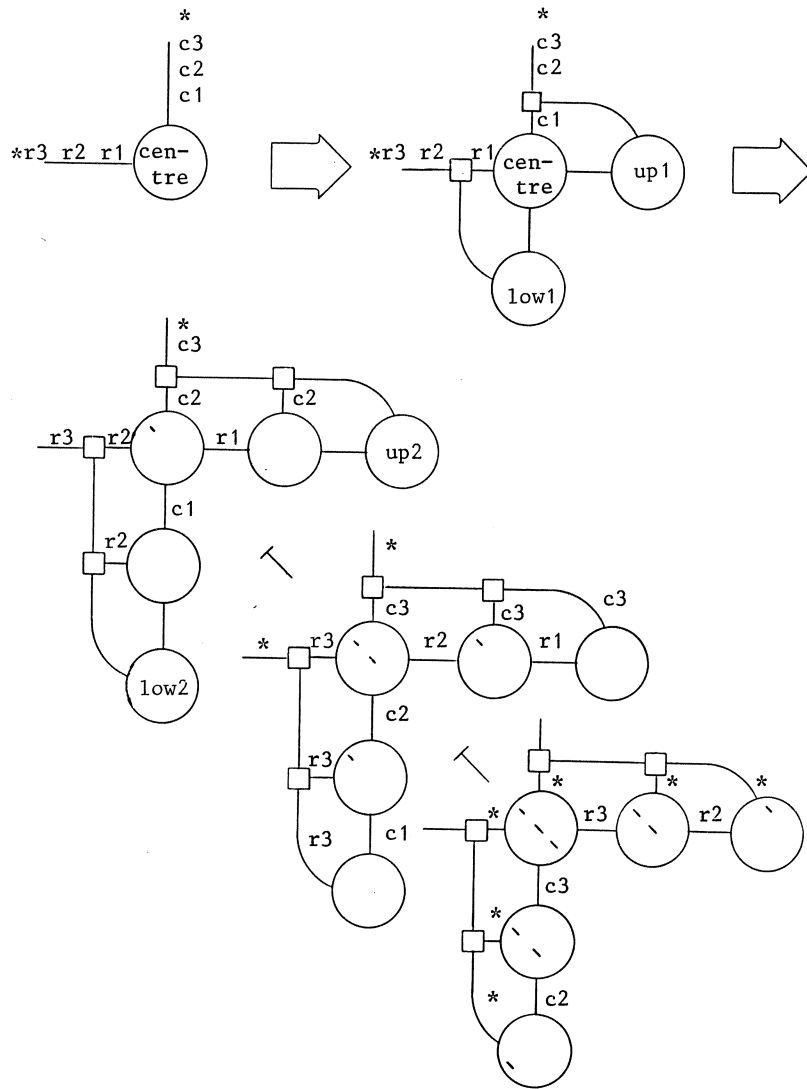 *
c3
c2
c1
*r3 r2 r1
cen-
tre
*
c3
c2
c1
*r3 r2 r1
cen-
tre
up1
low1
*
c3
c2
c2
r3 r2
r1
up2
c1
r2
low2
*
c3
c3
c3
*
r3
r2
r1
c2
r3
r3
c1
*
*
*
*
r3
r2
c3
*
*
c2